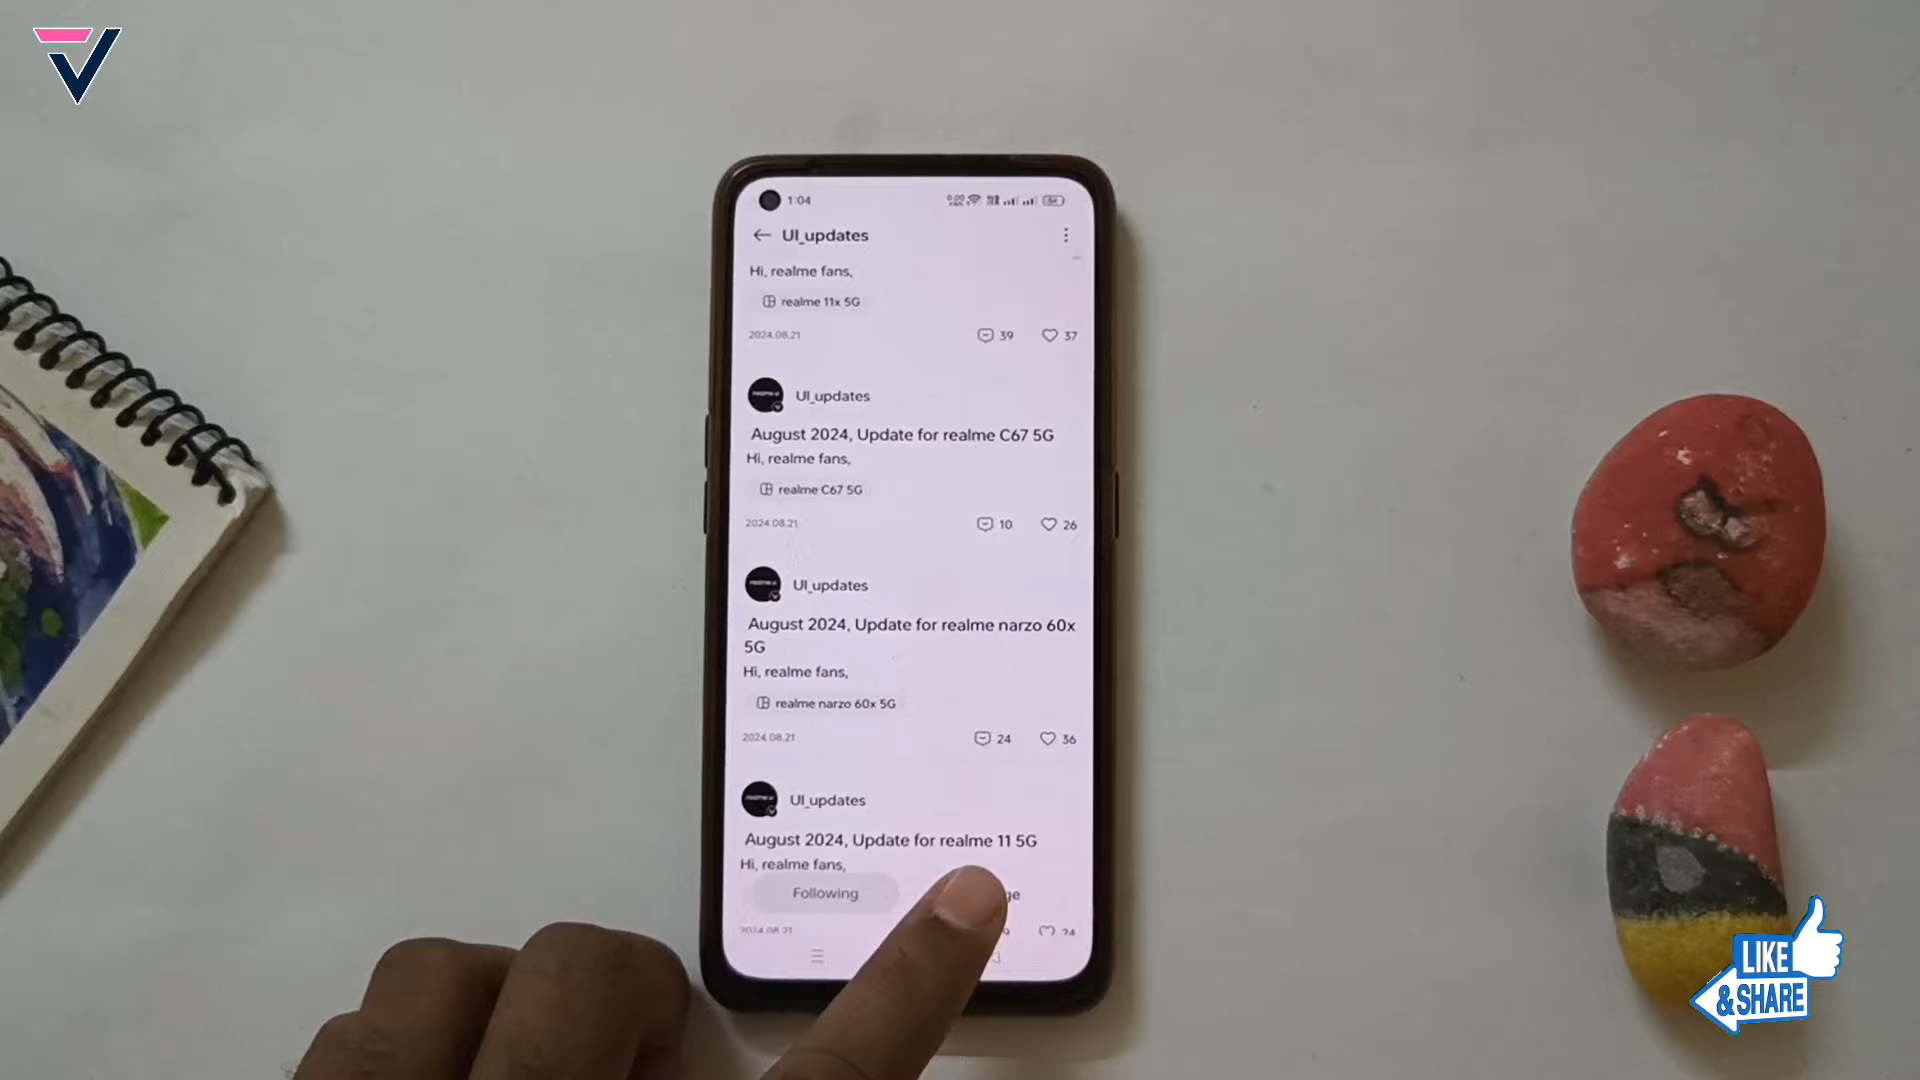 1:04
UI_updates
Hi, realme fans,
realme 11x 5G
2024.08.21 39 37
UI_updates
August 2024, Update for realme C67 5G
Hi, realme fans,
realme C67 5G
2024.08.21 10 26
UI_updates
August 2024, Update for realme narzo 60x
5G
Hi, realme fans,
realme narzo 60x 5G
2024.08.21 24 36
UI_updates
August 2024, Update for realme 11 5G
Hi, realme fans,
Following
LIKE
& SHARE